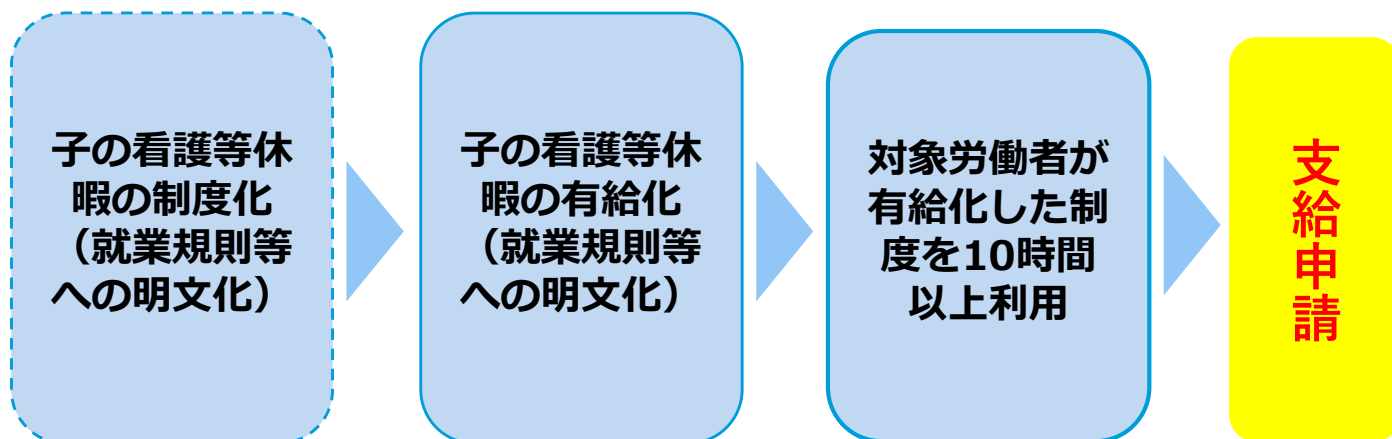 子の看護等休
暇の制度化
（就業規則等
への明文化）
子の看護等休
暇の有給化
（就業規則等
への明文化）
対象労働者が
有給化した制
度を10時間
以上利用
支給申請